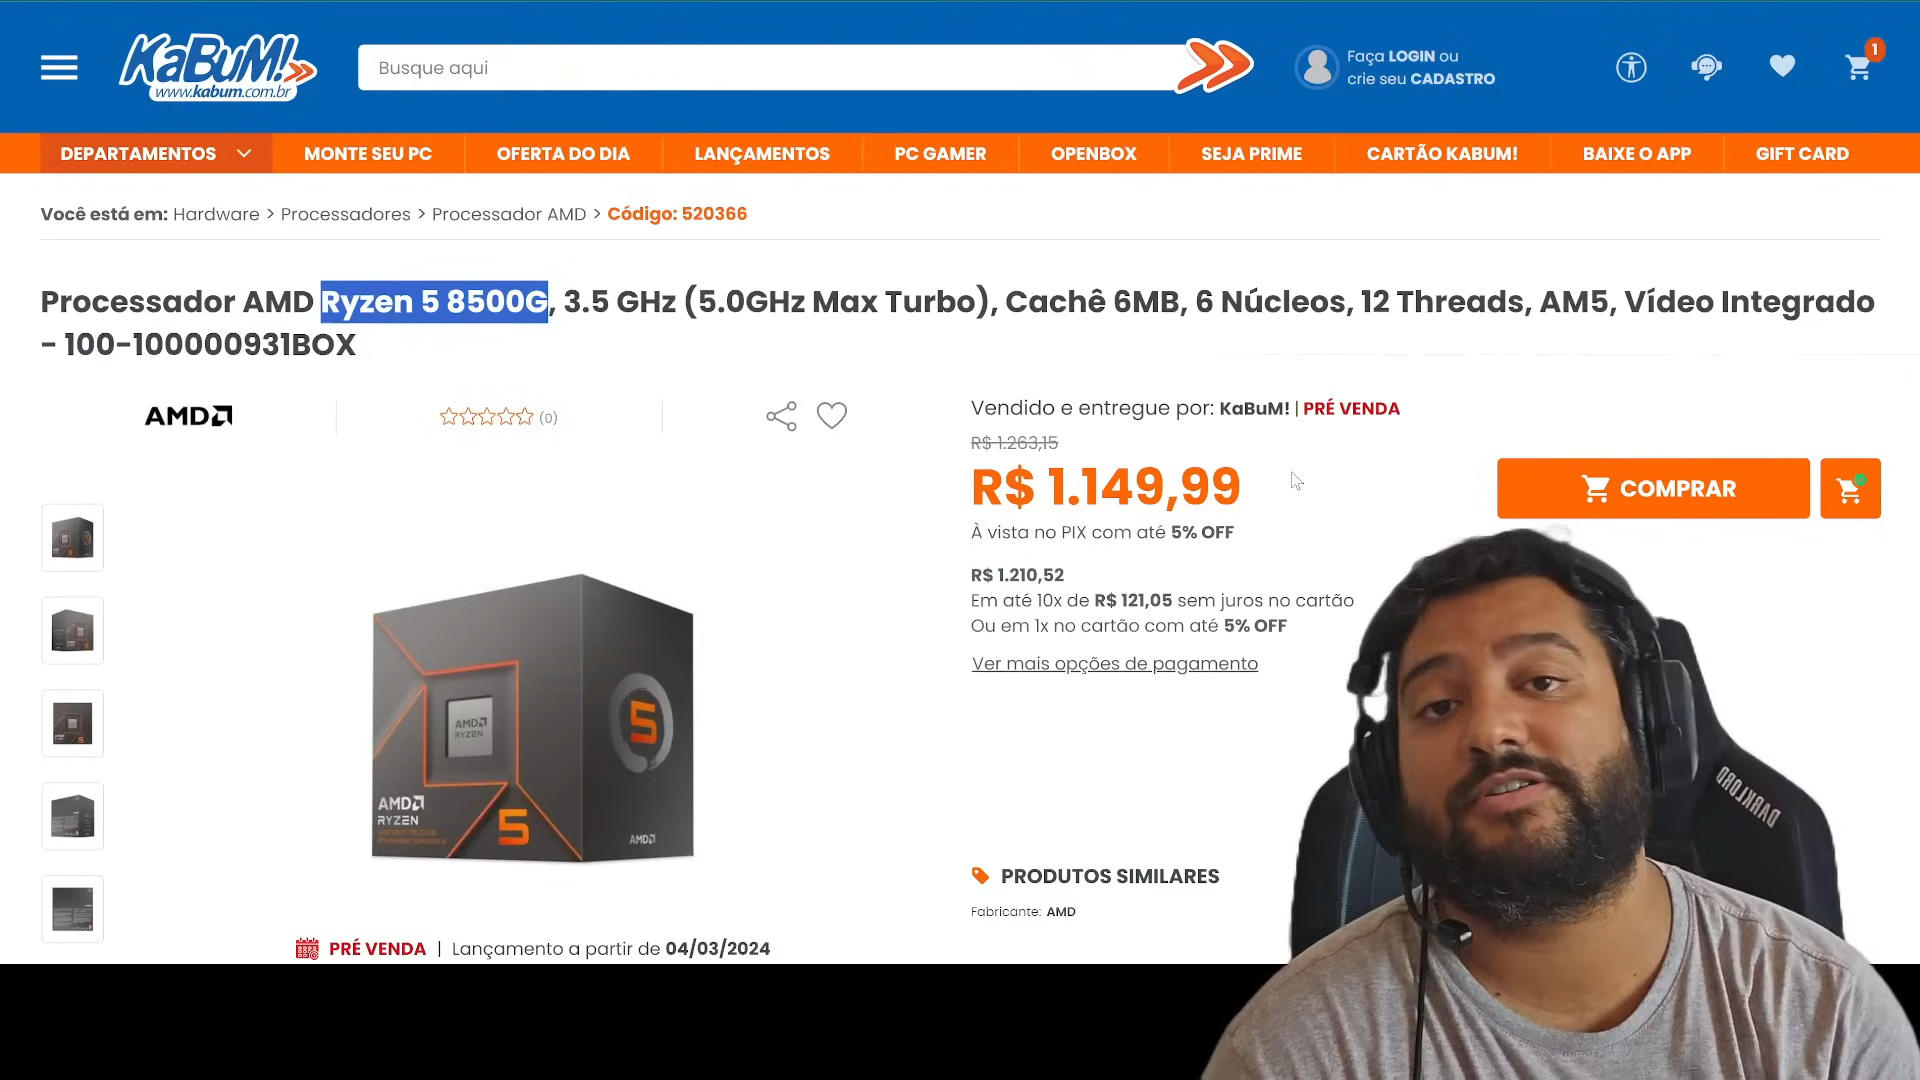 KaBuM!
www.kabum.com.br
Busque aqui
Faça LOGIN ou
crie seu CADASTRO
1
DEPARTAMENTOS
MONTE SEU PC
OFERTA DO DIA
LANÇAMENTOS
PC GAMER
OPENBOX
SEJA PRIME
CARTÃO KABUM!
BAIXE O APP
GIFT CARD
Você está em: Hardware > Processadores > Processador AMD > Código: 520366
Processador AMD Ryzen 5 8500G, 3.5 GHz (5.0GHz Max Turbo), Cachê 6MB, 6 Núcleos, 12 Threads, AM5, Vídeo Integrado
- 100-100000931BOX
AMD
(0)
Vendido e entregue por: KaBuM! | PRÉ VENDA
R$ 1.263,15
R$ 1.149,99
COMPRAR
À vista no PIX com até 5% OFF
R$ 1.210,52
Em até 10x de R$ 121,05 sem juros no cartão
Ou em 1x no cartão com até 5% OFF
Ver mais opções de pagamento
AMD
RYZEN
5
AMD
RYZEN
5
AMD
DARKLORD
PRODUTOS SIMILARES
Fabricante: AMD
PRÉ VENDA | Lançamento a partir de 04/03/2024